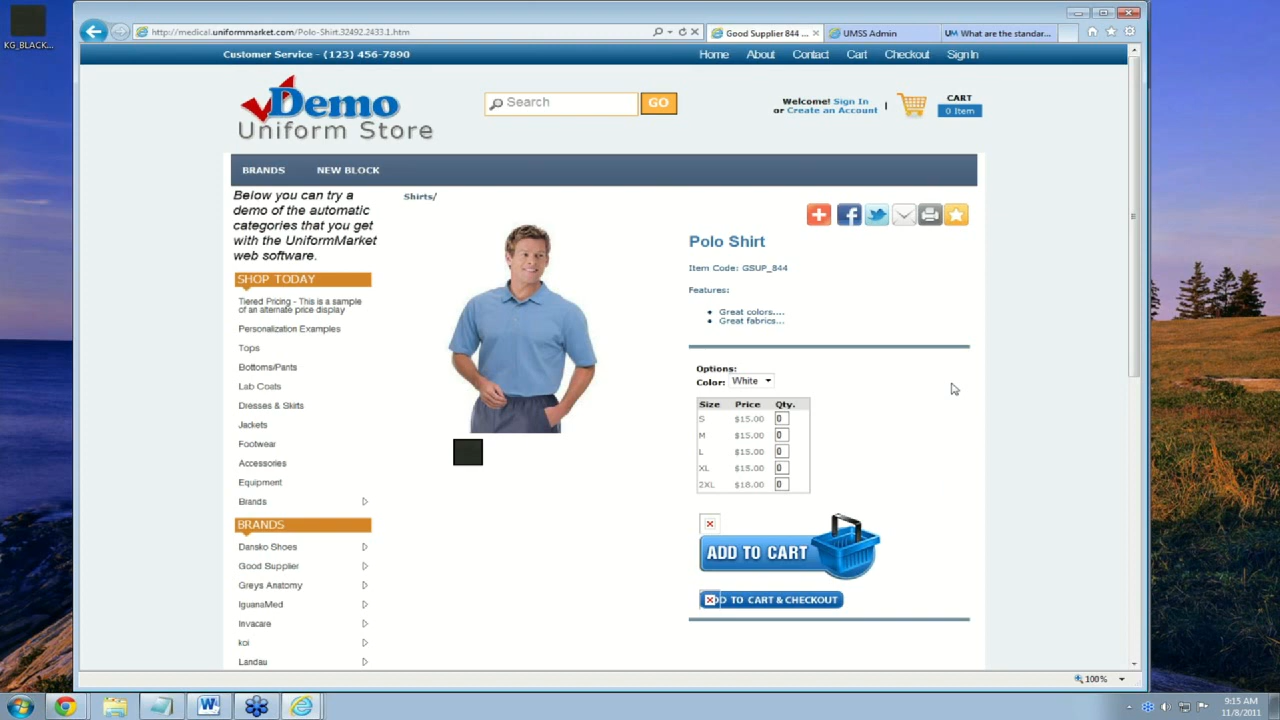 KG_BLACK...
http://medical.uniformmarket.com/Polo-Shirt.32492.2433.1.htm
Good Supplier 844 ...
UMSS Admin
UM What are the standar...
Customer Service - (123) 456-7890
Home About Contact Cart Checkout Sign In
Demo
Uniform Store
Search
GO
Welcome! Sign In
or Create an Account
CART
0 Item
BRANDS NEW BLOCK
Below you can try a
demo of the automatic
categories that you get
with the UniformMarket
web software.
SHOP TODAY
Tiered Pricing - This is a sample
of an alternate price display
Personalization Examples
Tops
Bottoms/Pants
Lab Coats
Dresses & Skirts
Jackets
Footwear
Accessories
Equipment
Brands
BRANDS
Dansko Shoes
Good Supplier
Greys Anatomy
IguanaMed
Invacare
koi
Landau
Shirts/
Polo Shirt
Item Code: GSUP_844
Features:
Great colors....
Great fabrics...
Options:
Color: White
Size Price Qty.
S $15.00 0
M $15.00 0
L $15.00 0
XL $15.00 0
2XL $18.00 0
ADD TO CART
DD TO CART & CHECKOUT
100%
9:15 AM
11/8/2011